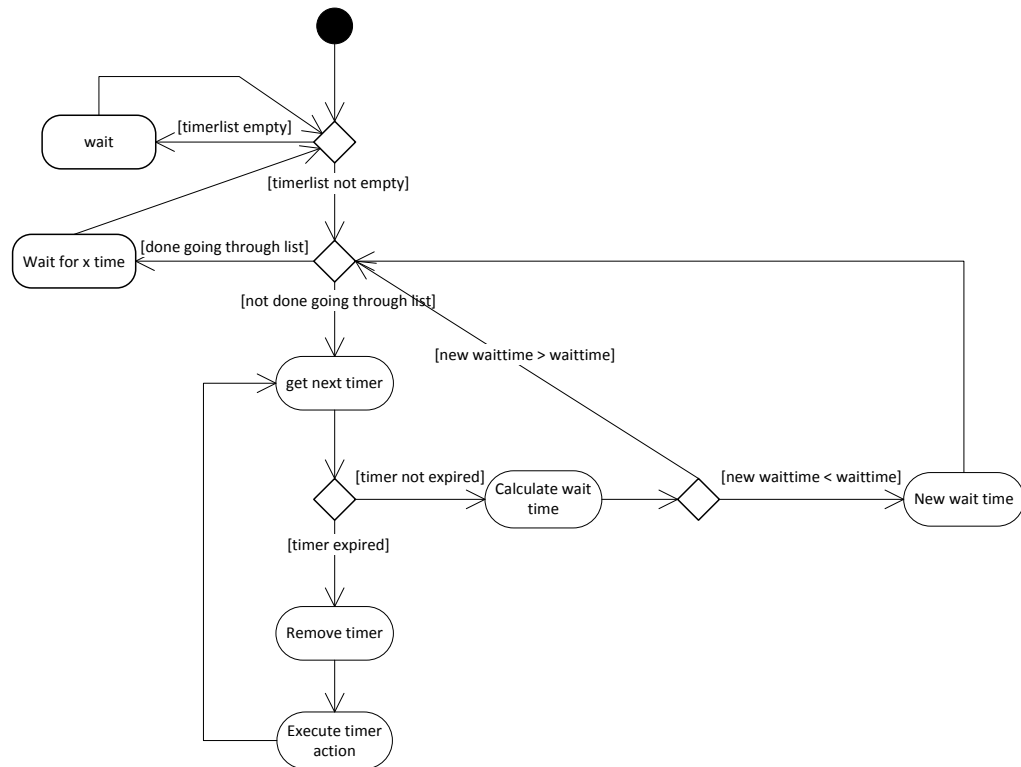 [timerlist empty]
wait
[timerlist not empty]
[done going through list]
Wait for x time
[not done going through list]
[new waittime > waittime]
get next timer
[timer not expired]
Calculate wait
time
[new waittime < waittime]
New wait time
[timer expired]
Remove timer
Execute timer
action